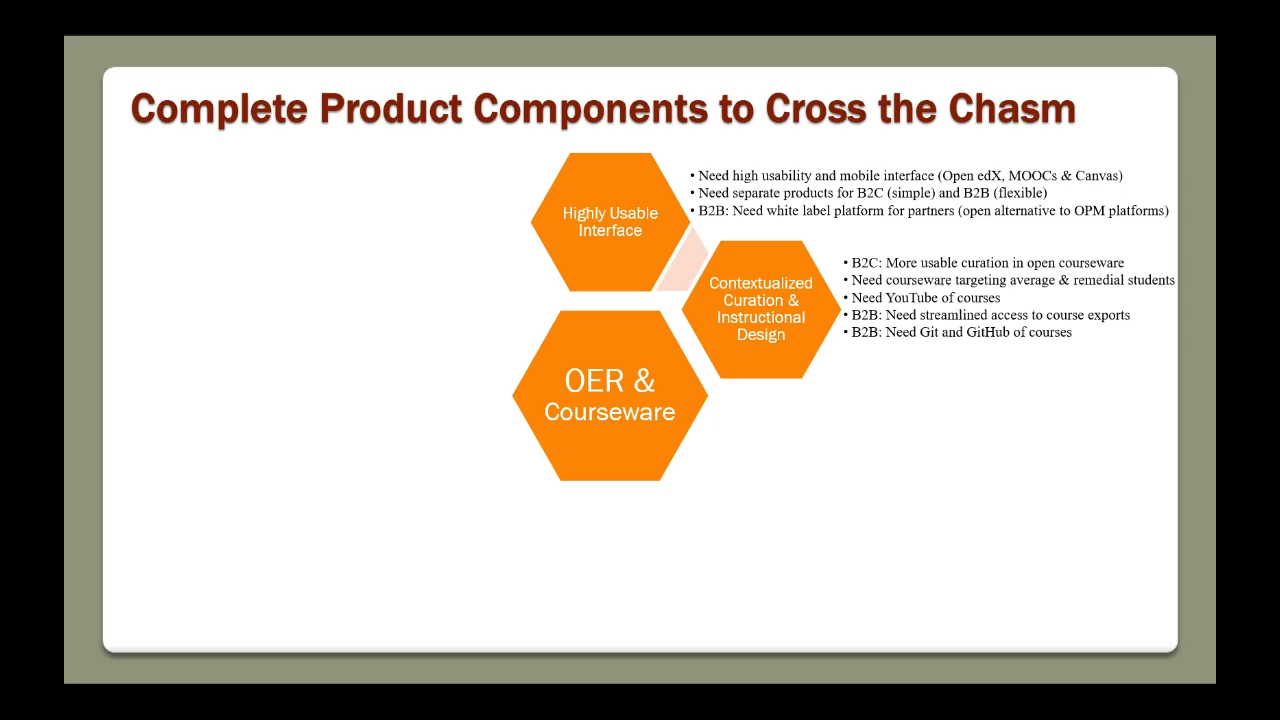 Complete Product Components to Cross the Chasm
Highly Usable
Interface
• Need high usability and mobile interface (Open edX, MOOCs & Canvas)
• Need separate products for B2C (simple) and B2B (flexible)
• B2B: Need white label platform for partners (open alternative to OPM platforms)
Contextualized
Curation &
Instructional
Design
• B2C: More usable curation in open courseware
• Need courseware targeting average & remedial students
• Need YouTube of courses
• B2B: Need streamlined access to course exports
• B2B: Need Git and GitHub of courses
OER &
Courseware